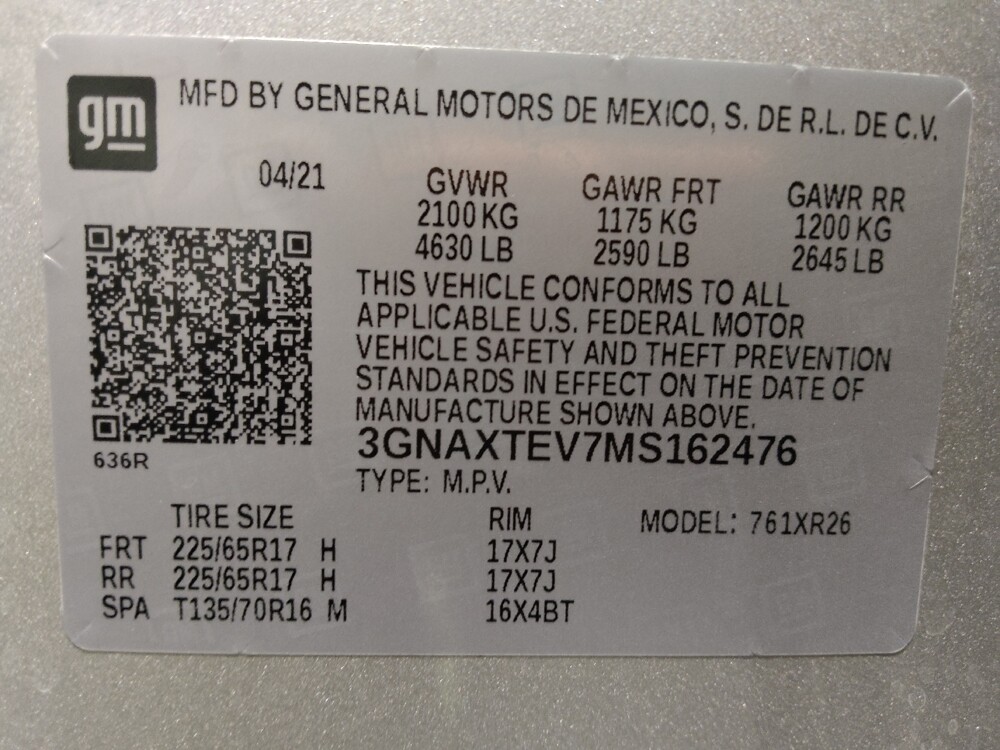 gm
MFD BY GENERAL MOTORS DE MEXICO, S. DE R.L. DE C.V.
04/21 GVWR GAWR FRT GAWR RR
2100 KG 1175 KG 1200 KG
4630 LB 2590 LB 2645 LB
THIS VEHICLE CONFORMS TO ALL
APPLICABLE U.S. FEDERAL MOTOR
VEHICLE SAFETY AND THEFT PREVENTION
STANDARDS IN EFFECT ON THE DATE OF
MANUFACTURE SHOWN ABOVE.
3GNAXTEV7MS162476
636R
TYPE: M.P.V.
TIRE SIZE RIM MODEL: 761XR26
FRT 225/65R17 H 17X7J
RR 225/65R17 H 17X7J
SPA T135/70R16 M 16X4BT